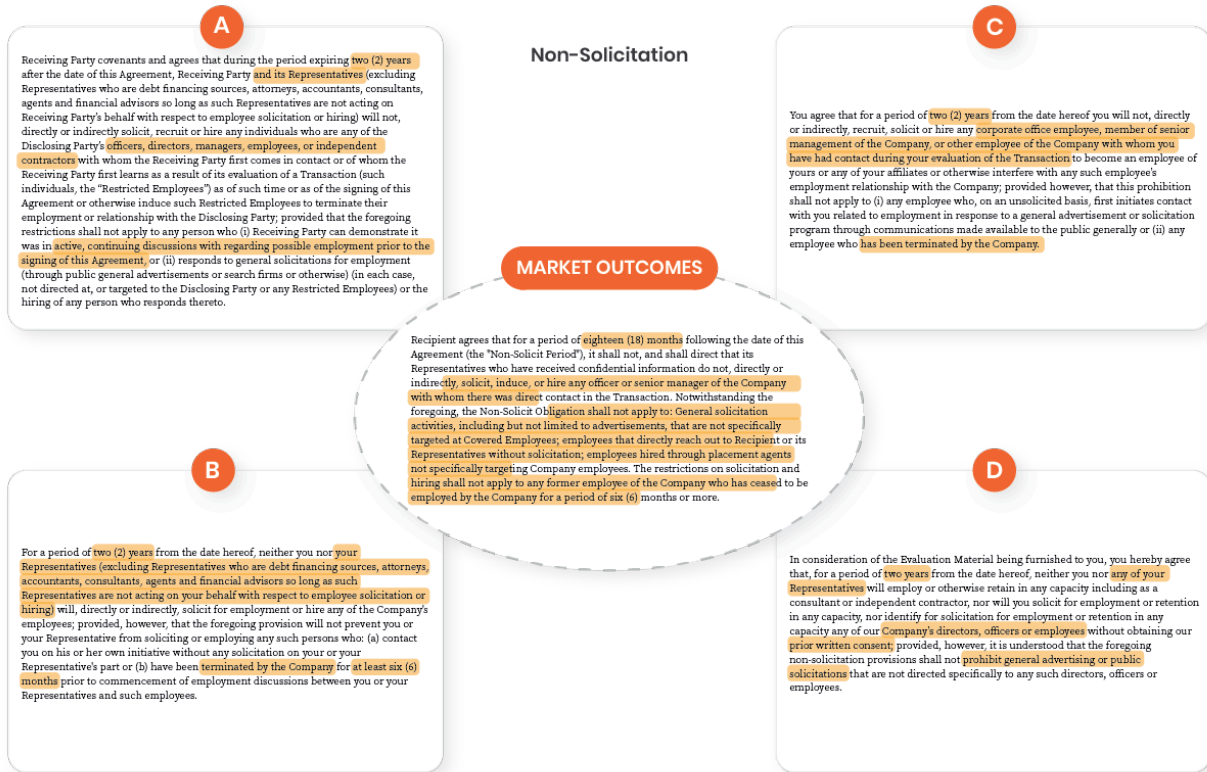 A
Receiving Party covenants and agrees that during the period expiring two (2) years
after the date of this Agreement, Receiving Party and its Representatives (excluding
Representatives who are debt financing sources, attorneys, accountants, consultants,
agents and financial advisors so long as such Representatives are not acting on
Receiving Party's behalf with respect to employee solicitation or hiring) will not,
directly or indirectly solicit, recruit or hire any individuals who are any of the
Disclosing Party's officers, directors, managers, employees, or independent
contractors with whom the Receiving Party first comes in contact or of whom the
Receiving Party first learns as a result of its evaluation of a Transaction (such
individuals, the “Restricted Employees”) as of such time or as of the signing of this
Agreement or otherwise induce such Restricted Employees to terminate their
employment or relationship with the Disclosing Party; provided that the foregoing
restrictions shall not apply to any person who (i) Receiving Party can demonstrate it
was in active, continuing discussions with regarding possible employment prior to the
signing of this Agreement, or (ii) responds to general solicitations for employment
(through public general advertisements or search firms or otherwise) (in each case,
not directed at, or targeted to the Disclosing Party or any Restricted Employees) or the
hiring of any person who responds thereto.
Non-Solicitation
C
You agree that for a period of two (2) years from the date hereof you will not, directly
or indirectly, recruit, solicit or hire any corporate office employee, member of senior
management of the Company, or other employee of the Company with whom you
have had contact during your evaluation of the Transaction to become an employee of
yours or any of your affiliates or otherwise interfere with any such employee's
employment relationship with the Company; provided however, that this prohibition
shall not apply to (i) any employee who, on an unsolicited basis, first initiates contact
with you related to employment in response to a general advertisement or solicitation
program through communications made available to the public generally or (ii) any
employee who has been terminated by the Company.
MARKET OUTCOMES
Recipient agrees that for a period of eighteen (18) months following the date of this
Agreement (the "Non-Solicit Period"), it shall not, and shall direct that its
Representatives who have received confidential information do not, directly or
indirectly, solicit, induce, or hire any officer or senior manager of the Company
with whom there was direct contact in the Transaction. Notwithstanding the
foregoing, the Non-Solicit Obligation shall not apply to: General solicitation
activities, including but not limited to advertisements, that are not specifically
targeted at Covered Employees; employees that directly reach out to Recipient or its
Representatives without solicitation; employees hired through placement agents
not specifically targeting Company employees. The restrictions on solicitation and
hiring shall not apply to any former employee of the Company who has ceased to be
employed by the Company for a period of six (6) months or more.
B
For a period of two (2) years from the date hereof, neither you nor your
Representatives (excluding Representatives who are debt financing sources, attorneys,
accountants, consultants, agents and financial advisors so long as such
Representatives are not acting on your behalf with respect to employee solicitation or
hiring) will, directly or indirectly, solicit for employment or hire any of the Company's
employees; provided, however, that the foregoing provision will not prevent you or
your Representative from soliciting or employing any such persons who: (a) contact
you on his or her own initiative without any solicitation on your or your
Representative's part or (b) have been terminated by the Company for at least six (6)
months prior to commencement of employment discussions between you or your
Representatives and such employees.
D
In consideration of the Evaluation Material being furnished to you, you hereby agree
that, for a period of two years from the date hereof, neither you nor any of your
Representatives will employ or otherwise retain in any capacity including as a
consultant or independent contractor, nor will you solicit for employment or retention
in any capacity, nor identify for solicitation for employment or retention in any
capacity any of our Company's directors, officers or employees without obtaining our
prior written consent; provided, however, it is understood that the foregoing
non-solicitation provisions shall not prohibit general advertising or public
solicitations that are not directed specifically to any such directors, officers or
employees.